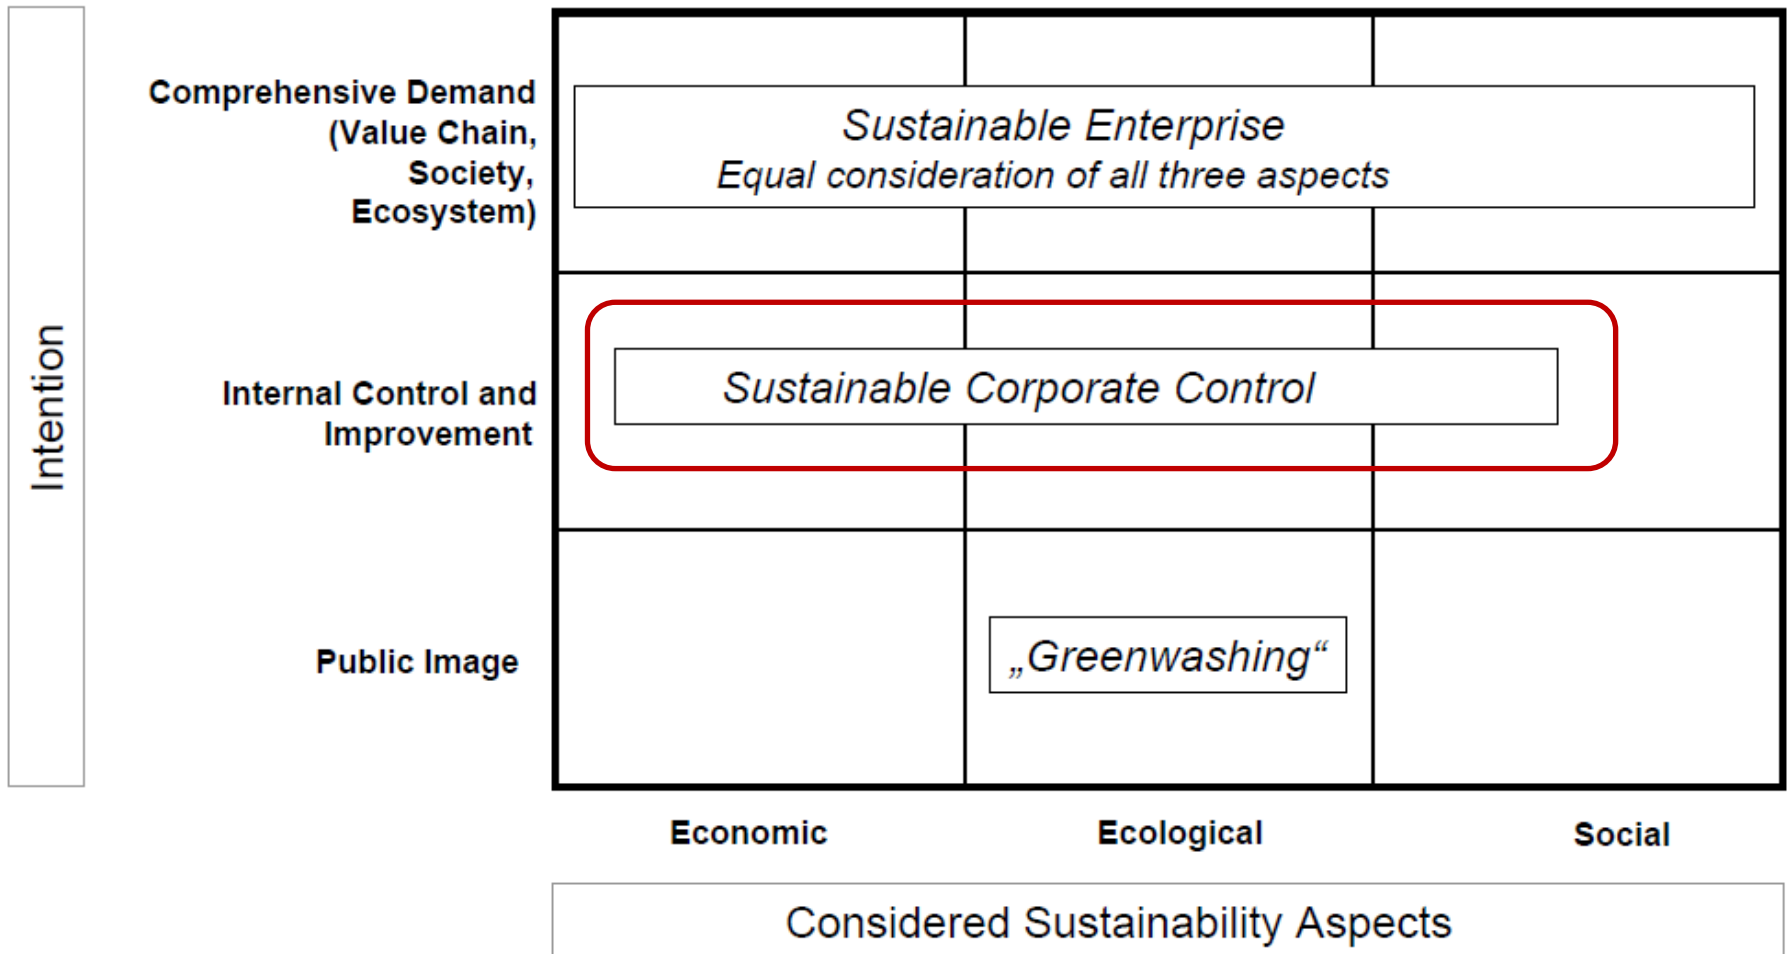 Intention
Comprehensive Demand
(Value Chain,
Society,
Ecosystem)
Sustainable Enterprise
Equal consideration of all three aspects
Internal Control and
Improvement
Sustainable Corporate Control
Public Image
„Greenwashing“
Economic
Ecological
Social
Considered Sustainability Aspects